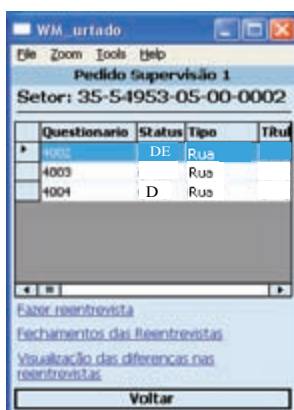 WM_urtado
File Zoom Tools Help
Pedido Supervisão 1
Setor: 35-54953-05-00-0002
Questionario Status Tipo Títul
4002 DE Rua
4003 Rua
4004 D Rua
Fazer reentrevista
Fechamentos das Reentrevistas
Visualização das diferenças nas
reentrevistas
Voltar